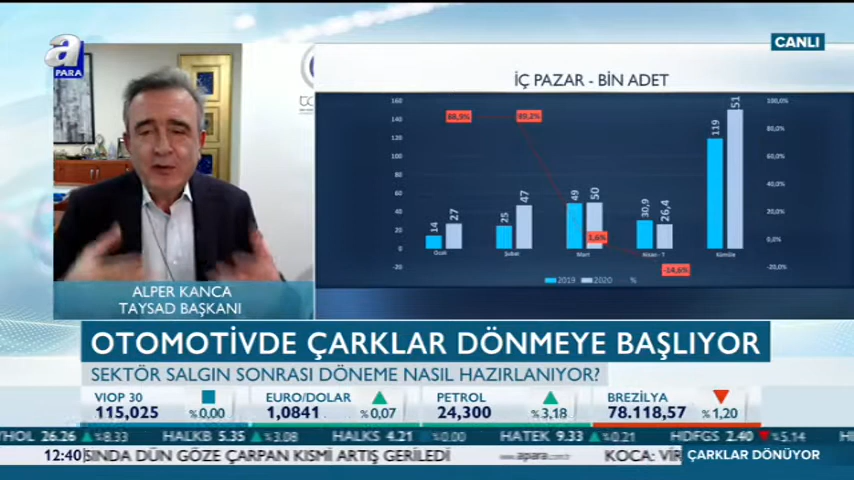 a
PARA
CANLI
İÇ PAZAR - BİN ADET
160
140
120
100
80
60
40
20
0
-20
100,0%
80,0%
60,0%
40,0%
20,0%
0,0%
-20,0%
88,9%
89,2%
1,6%
-14,6%
14
27
25
47
49
50
30,9
26,4
119
51
Ocak
Şubat
Mart
Nisan- T
Kümüle
2019
2020
%
ALPER KANCA
TAYSAD BAŞKANI
OTOMOTİVDE ÇARKLAR DÖNMEYE BAŞLIYOR
SEKTÖR SALGIN SONRASI DÖNEME NASIL HAZIRLANIYOR?
VIOP 30
115,025 %0,00
EURO/DOLAR
1,0841 %0,07
PETROL
24,300 %3,18
BREZİLYA
78.118,57 %1,20
YHOL 26.26 %8.33 HALKB 5.35 %3.08 HALKS 4.21 %0.00 HATEK 9.33 %0.21 HDFGS 2.40 %5.14
12:40 SINDA DÜN GÖZE ÇARPAN KISMİ ARTIŞ GERİLEDİ www.apara.com.tr KOCA: VİR ÇARKLAR DÖNÜYOR